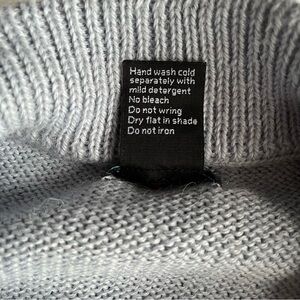 Hand wash cold
separately with
mild detergent
No bleach
Do not wring
Dry flat in shade
Do not iron